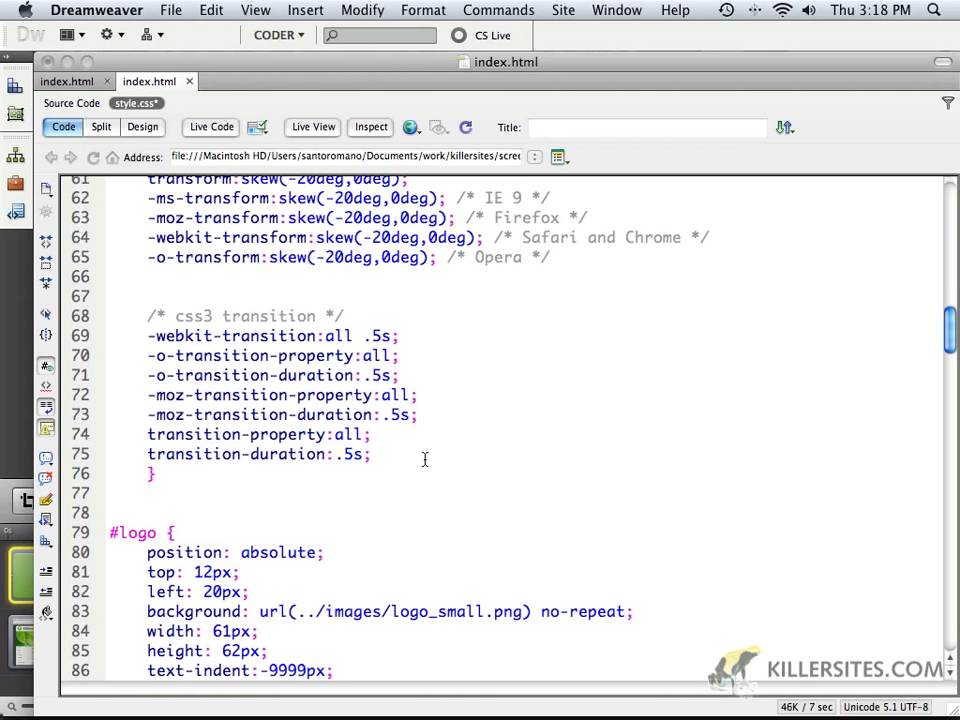 Dreamweaver File Edit View Insert Modify Format Commands Site Window Help Thu 3:18 PM
Dw CODER CS Live
index.html
index.html index.html
Source Code style.css*
Code Split Design Live Code Live View Inspect Title:
Address: file:///Macintosh HD/Users/santoromano/Documents/work/killersites/scree
61 transform:skew(-20deg,0deg);
62 -ms-transform:skew(-20deg,0deg); /* IE 9 */
63 -moz-transform:skew(-20deg,0deg); /* Firefox */
64 -webkit-transform:skew(-20deg,0deg); /* Safari and Chrome */
65 -o-transform:skew(-20deg,0deg); /* Opera */
66
67
68 /* css3 transition */
69 -webkit-transition:all .5s;
70 -o-transition-property:all;
71 -o-transition-duration:.5s;
72 -moz-transition-property:all;
73 -moz-transition-duration:.5s;
74 transition-property:all;
75 transition-duration:.5s;
76 }
77
78
79 #logo {
80 position: absolute;
81 top: 12px;
82 left: 20px;
83 background: url(../images/logo_small.png) no-repeat;
84 width: 61px;
85 height: 62px;
86 text-indent:-9999px;
KILLERSITES.COM
46K / 7 sec Unicode 5.1 UTF-8